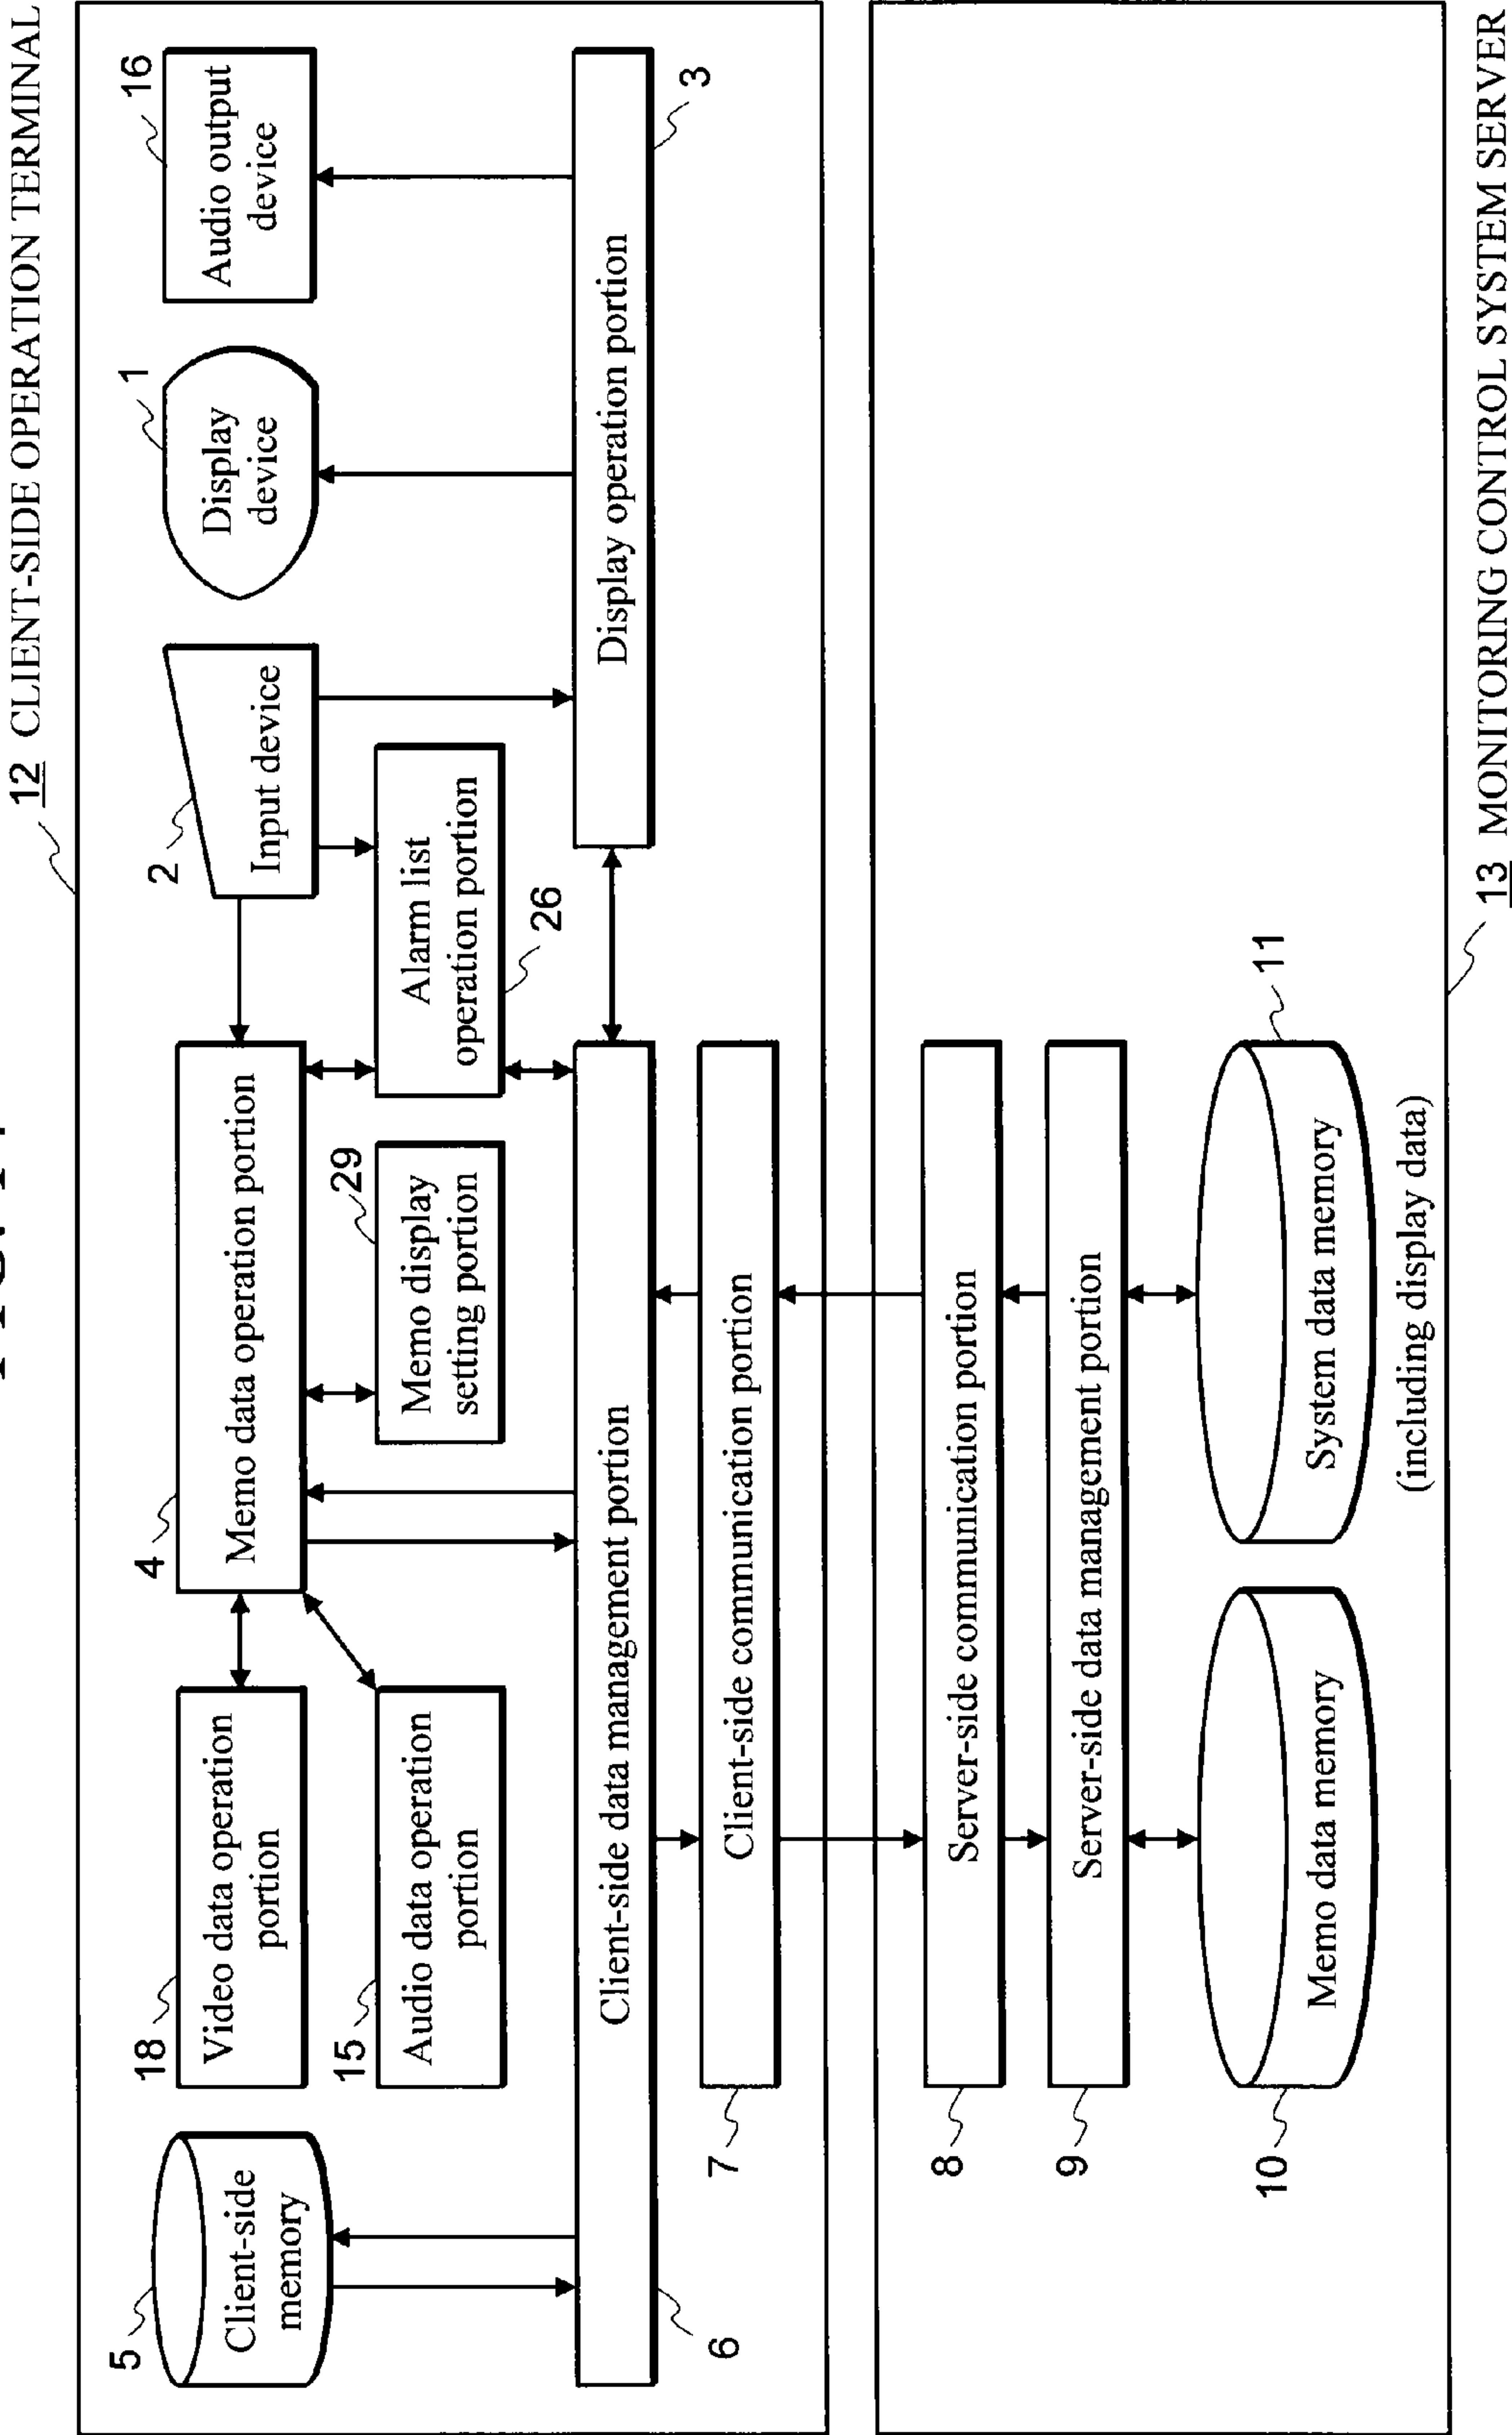 12 CLIENT-SIDE OPERATION TERMINAL
5
Client-side
memory
18
Video data operation
portion
15
Audio data operation
portion
4
Memo data operation portion
29
Memo display
setting portion
2
Input device
Alarm list
operation portion
26
1
Display
device
16
Audio output
device
3
Display operation portion
6
Client-side data management portion
7
Client-side communication portion
8
Server-side communication portion
9
Server-side data management portion
10
Memo data memory
11
System data memory
(including display data)
13 MONITORING CONTROL SYSTEM SERVER